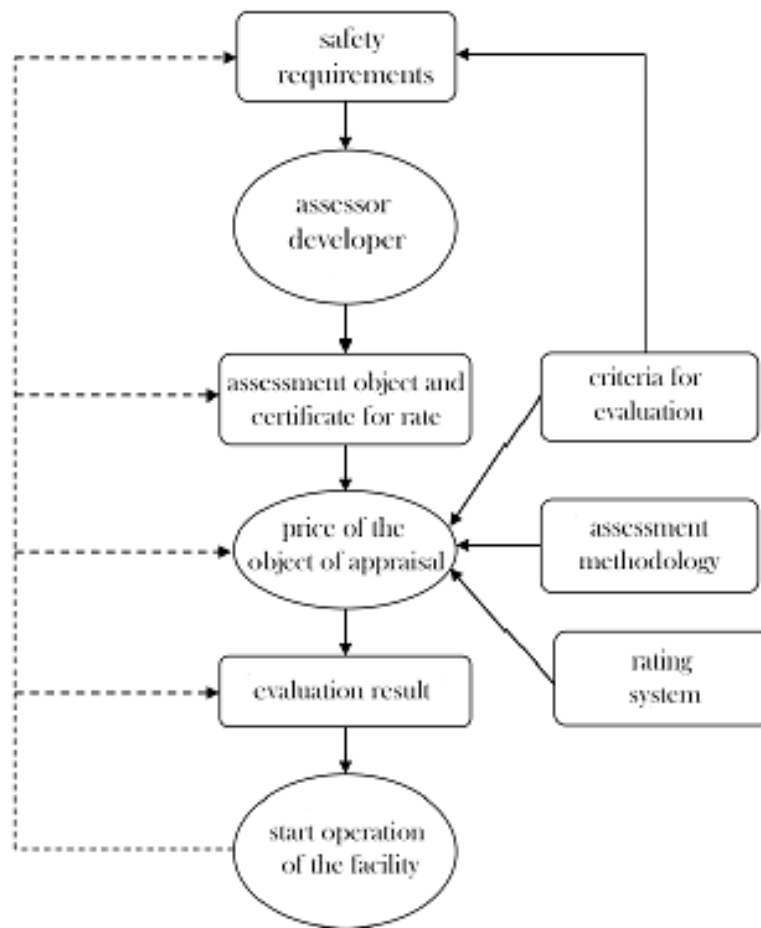 safety
requirements
assessor
developer
assessment object and
certificate for rate
criteria for
evaluation
price of the
object of appraisal
assessment
methodology
evaluation result
rating
system
start operation
of the facility